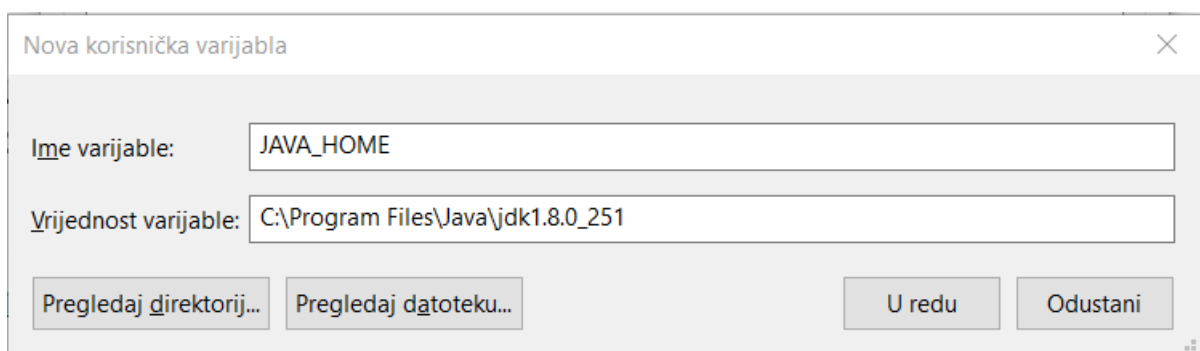 Nova korisnička varijabla
Ime varijable: JAVA_HOME
Vrijednost varijable: C:\Program Files\Java\jdk1.8.0_251
Pregledaj direktorij... Pregledaj datoteku... U redu Odustani